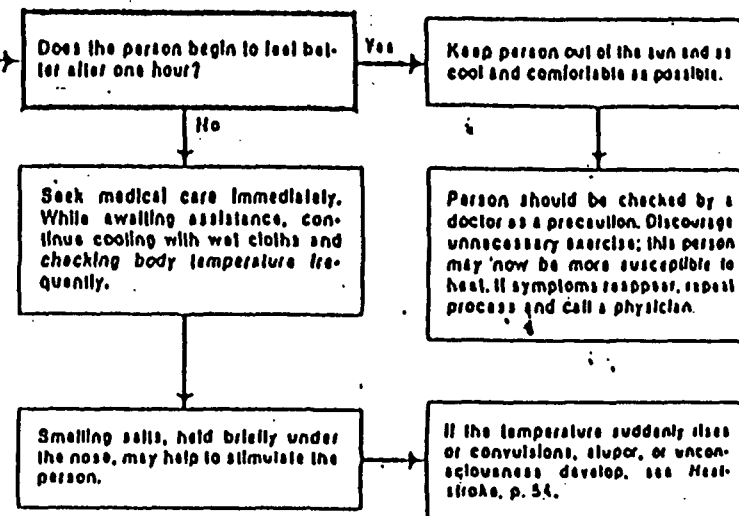 Does the person begin to feel bet-
ter after one hour?
Yes
Keep person out of the sun and as
cool and comfortable as possible.
No
Seek medical care immediately.
While awaiting assistance, con-
tinue cooling with wet cloths and
checking body temperature fre-
quently.
Person should be checked by a
doctor as a precaution. Discourage
unnecessary exercise; this person
may now be more susceptible to
heat. If symptoms reappear, repeat
process and call a physician.
Smelling salts, held briefly under
the nose, may help to stimulate the
person.
If the temperature suddenly rises
or convulsions, stupor, or uncon-
sciousness develop, see Heat-
stroke, p. 54.